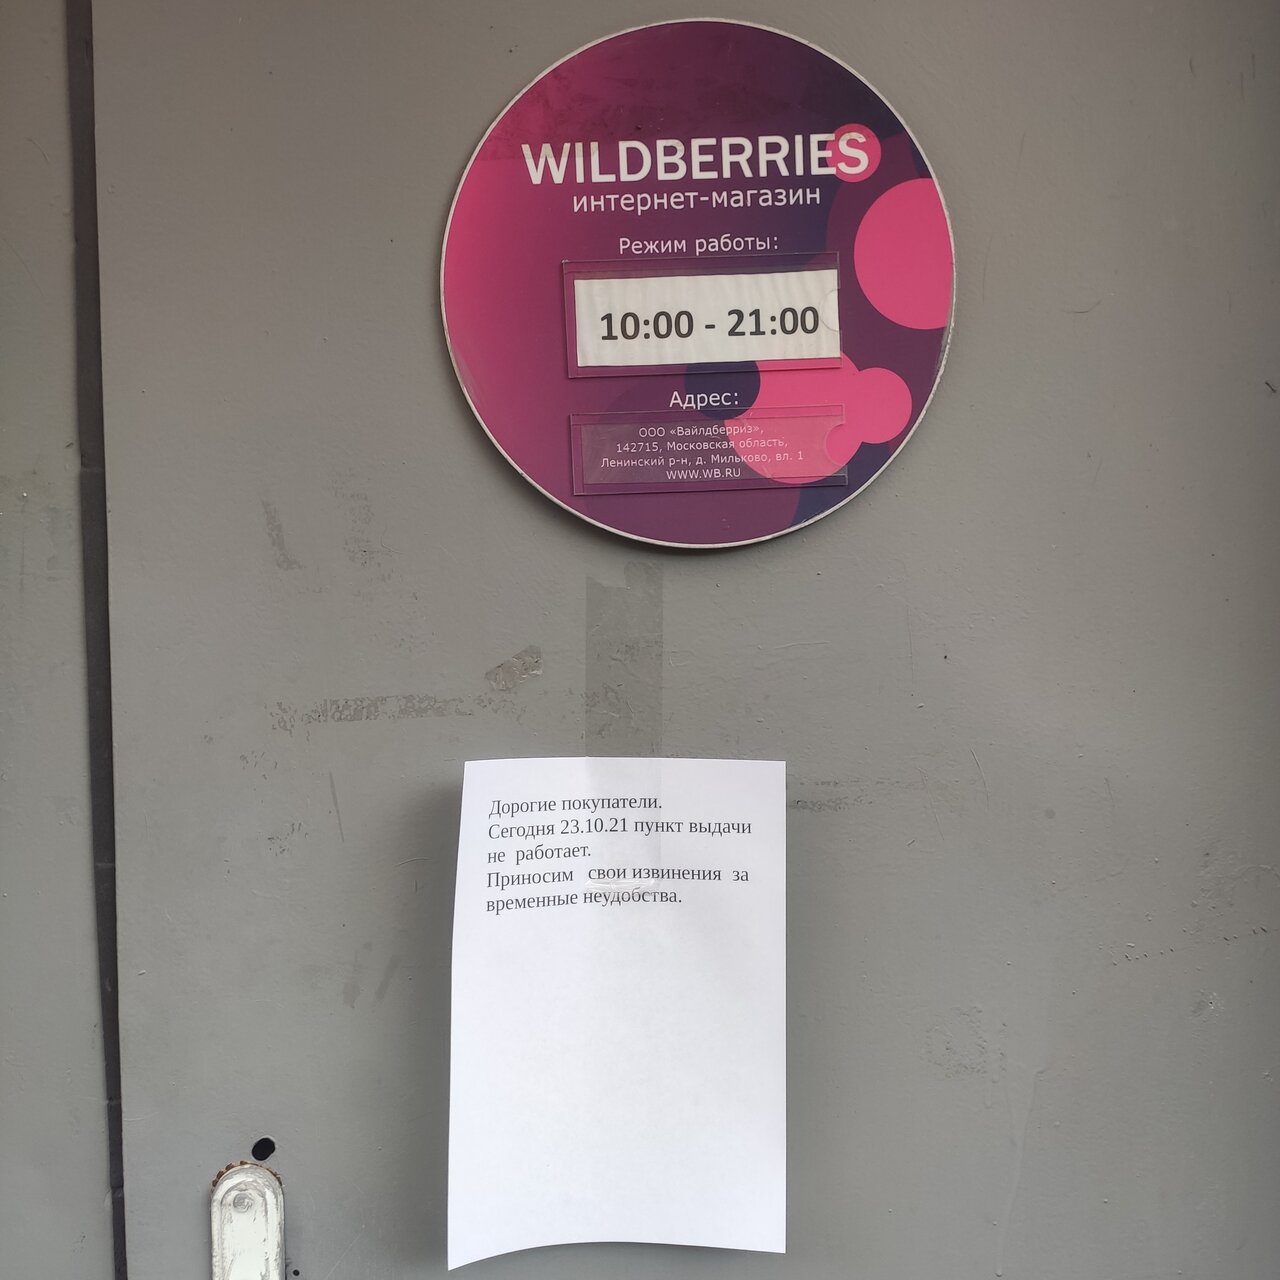 WILDBERRIES
интернет-магазин
Режим работы:
10:00 - 21:00
Адрес:
ООО «Вайлдберриз»,
142715, Московская область,
Ленинский р-н, д. Мильково, вл. 1
WWW.WB.RU
Дорогие покупатели.
Сегодня 23.10.21 пункт выдачи
не работает.
Приносим свои извинения за
временные неудобства.